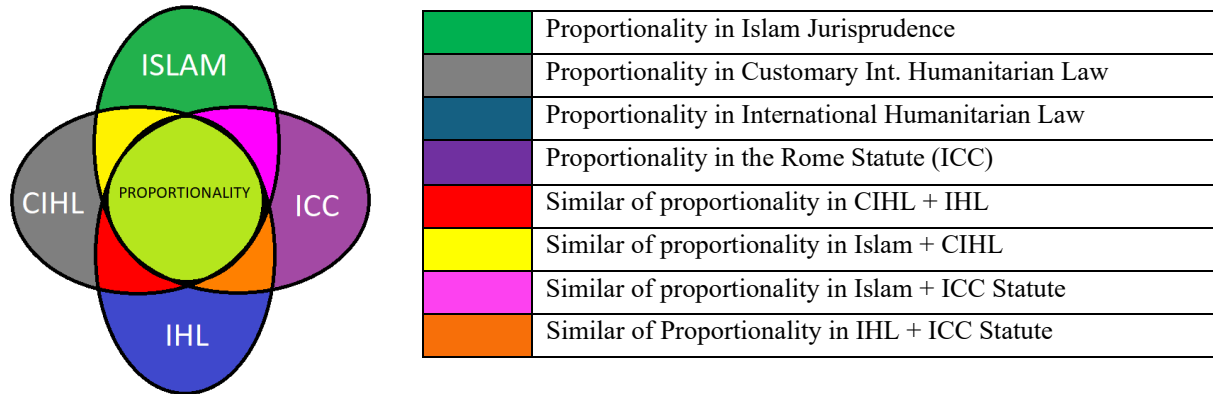 ISLAM
CIHL
PROPORTIONALITY
ICC
IHL
Proportionality in Islam Jurisprudence
Proportionality in Customary Int. Humanitarian Law
Proportionality in International Humanitarian Law
Proportionality in the Rome Statute (ICC)
Similar of proportionality in CIHL + IHL
Similar of proportionality in Islam + CIHL
Similar of proportionality in Islam + ICC Statute
Similar of Proportionality in IHL + ICC Statute